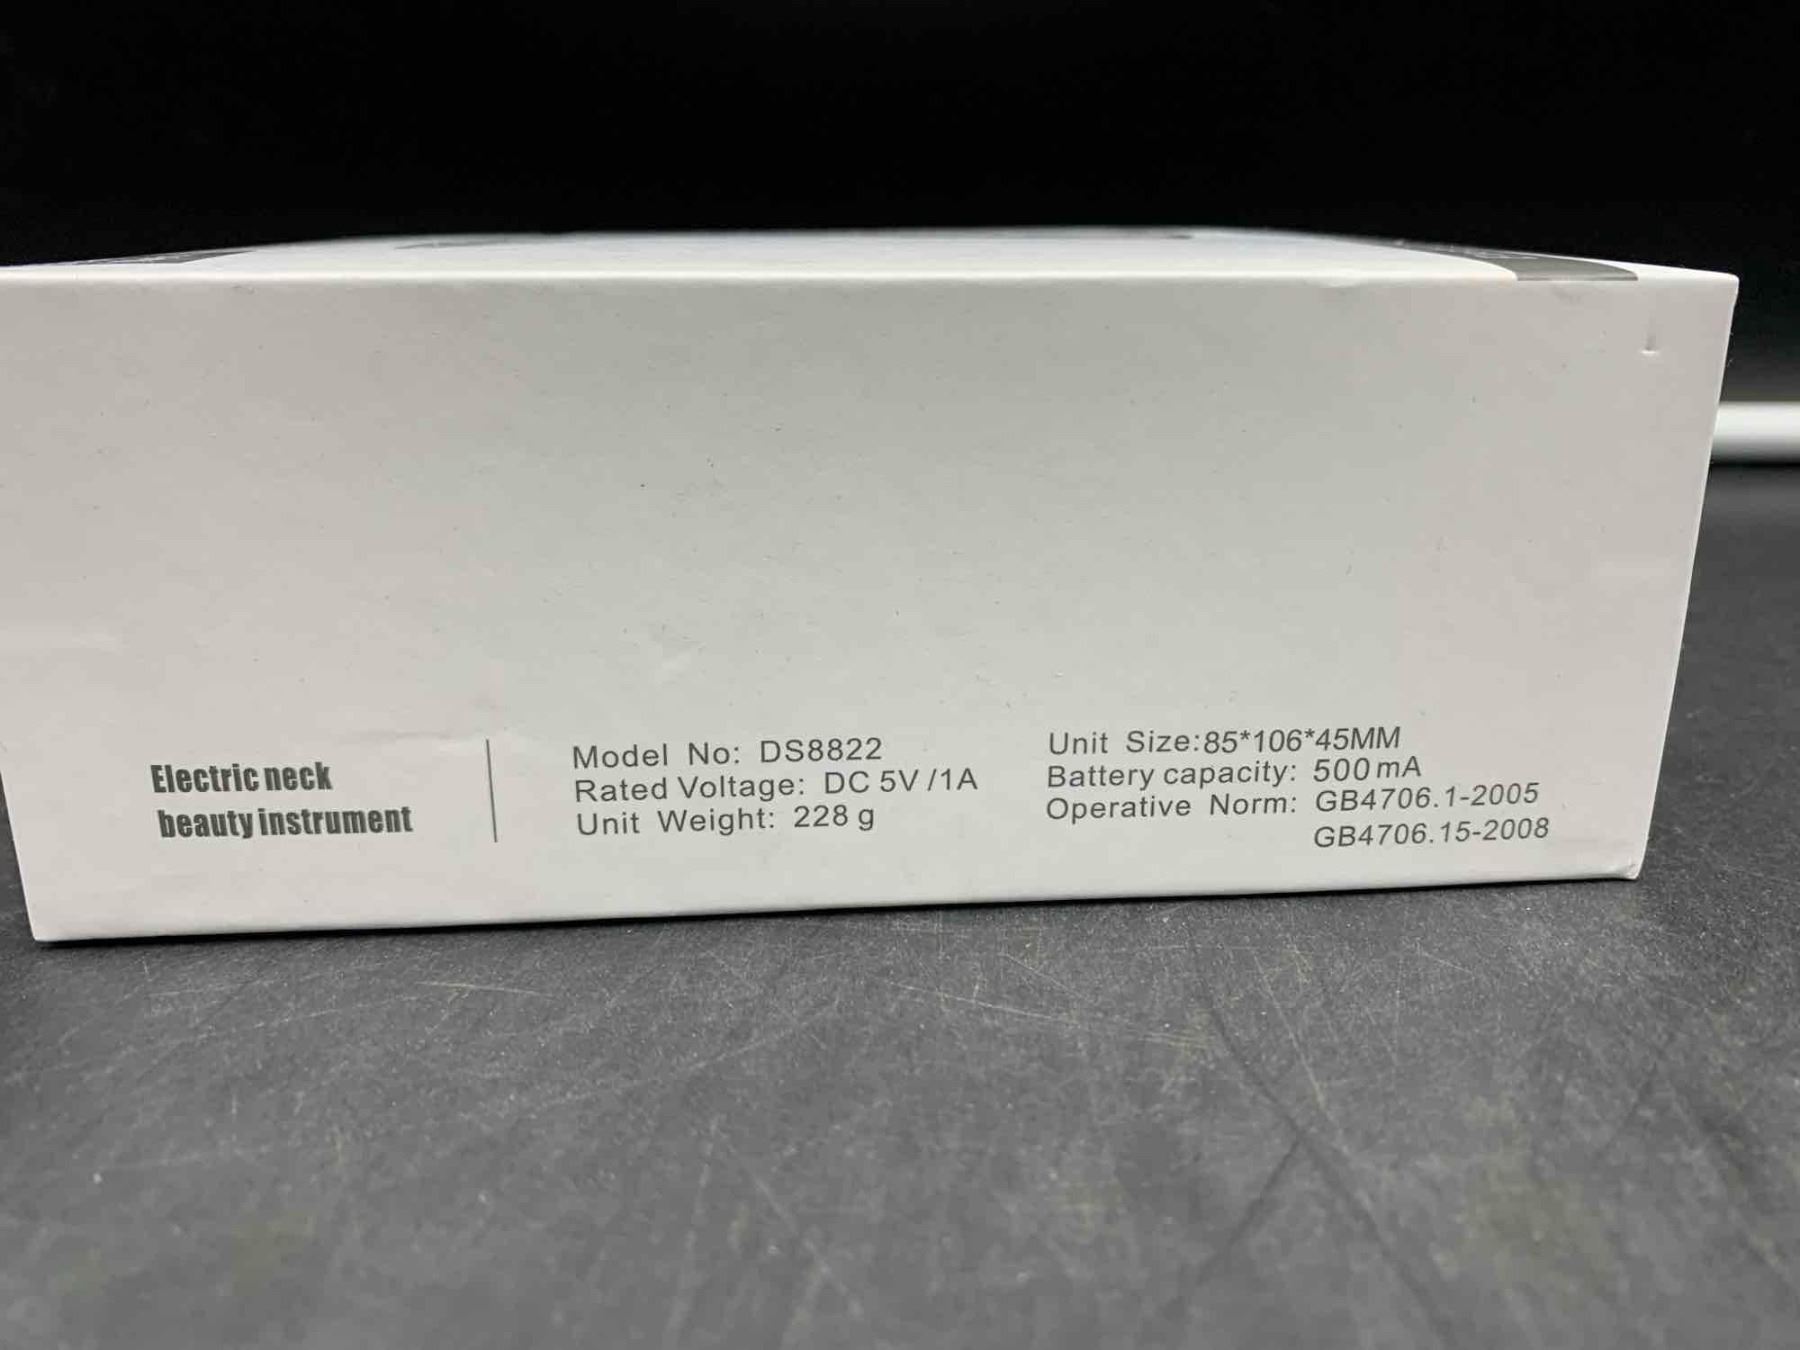 Electric neck
beauty instrument
Model No: DS8822
Rated Voltage: DC 5V /1A
Unit Weight: 228 g
Unit Size:85*106*45MM
Battery capacity: 500 mA
Operative Norm: GB4706.1-2005
GB4706.15-2008